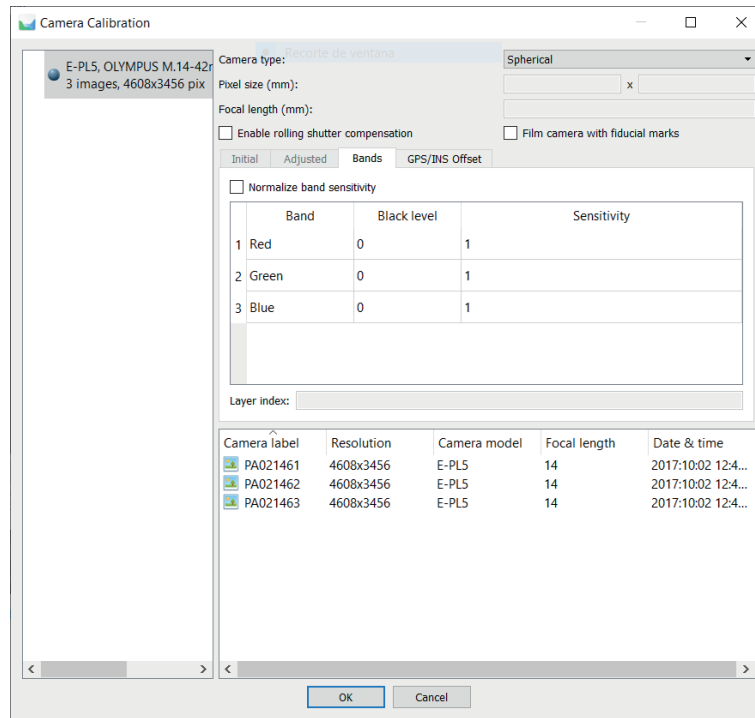 Camera Calibration
Recorte de ventana
E-PL5, OLYMPUS M.14-42
3 images, 4608x3456 pix
Camera type: Spherical
Pixel size (mm): x
Focal length (mm):
Enable rolling shutter compensation Film camera with fiducial marks
Initial Adjusted Bands GPS/INS Offset
Normalize band sensitivity
Band Black level Sensitivity
1 Red 0 1
2 Green 0 1
3 Blue 0 1
Layer index:
Camera label Resolution Camera model Focal length Date & time
PA021461 4608x3456 E-PL5 14 2017:10:02 12:4...
PA021462 4608x3456 E-PL5 14 2017:10:02 12:4...
PA021463 4608x3456 E-PL5 14 2017:10:02 12:4...
OK Cancel